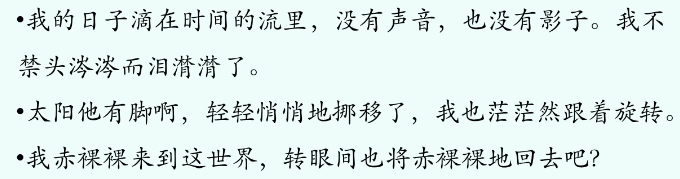 •我的日子滴在时间的流里，没有声音，也没有影子。我不
禁头涔涔而泪潸潸了。
•太阳他有脚啊，轻轻悄悄地挪移了，我也茫茫然跟着旋转。
•我赤裸裸来到这世界，转眼间也将赤裸裸地回去吧？